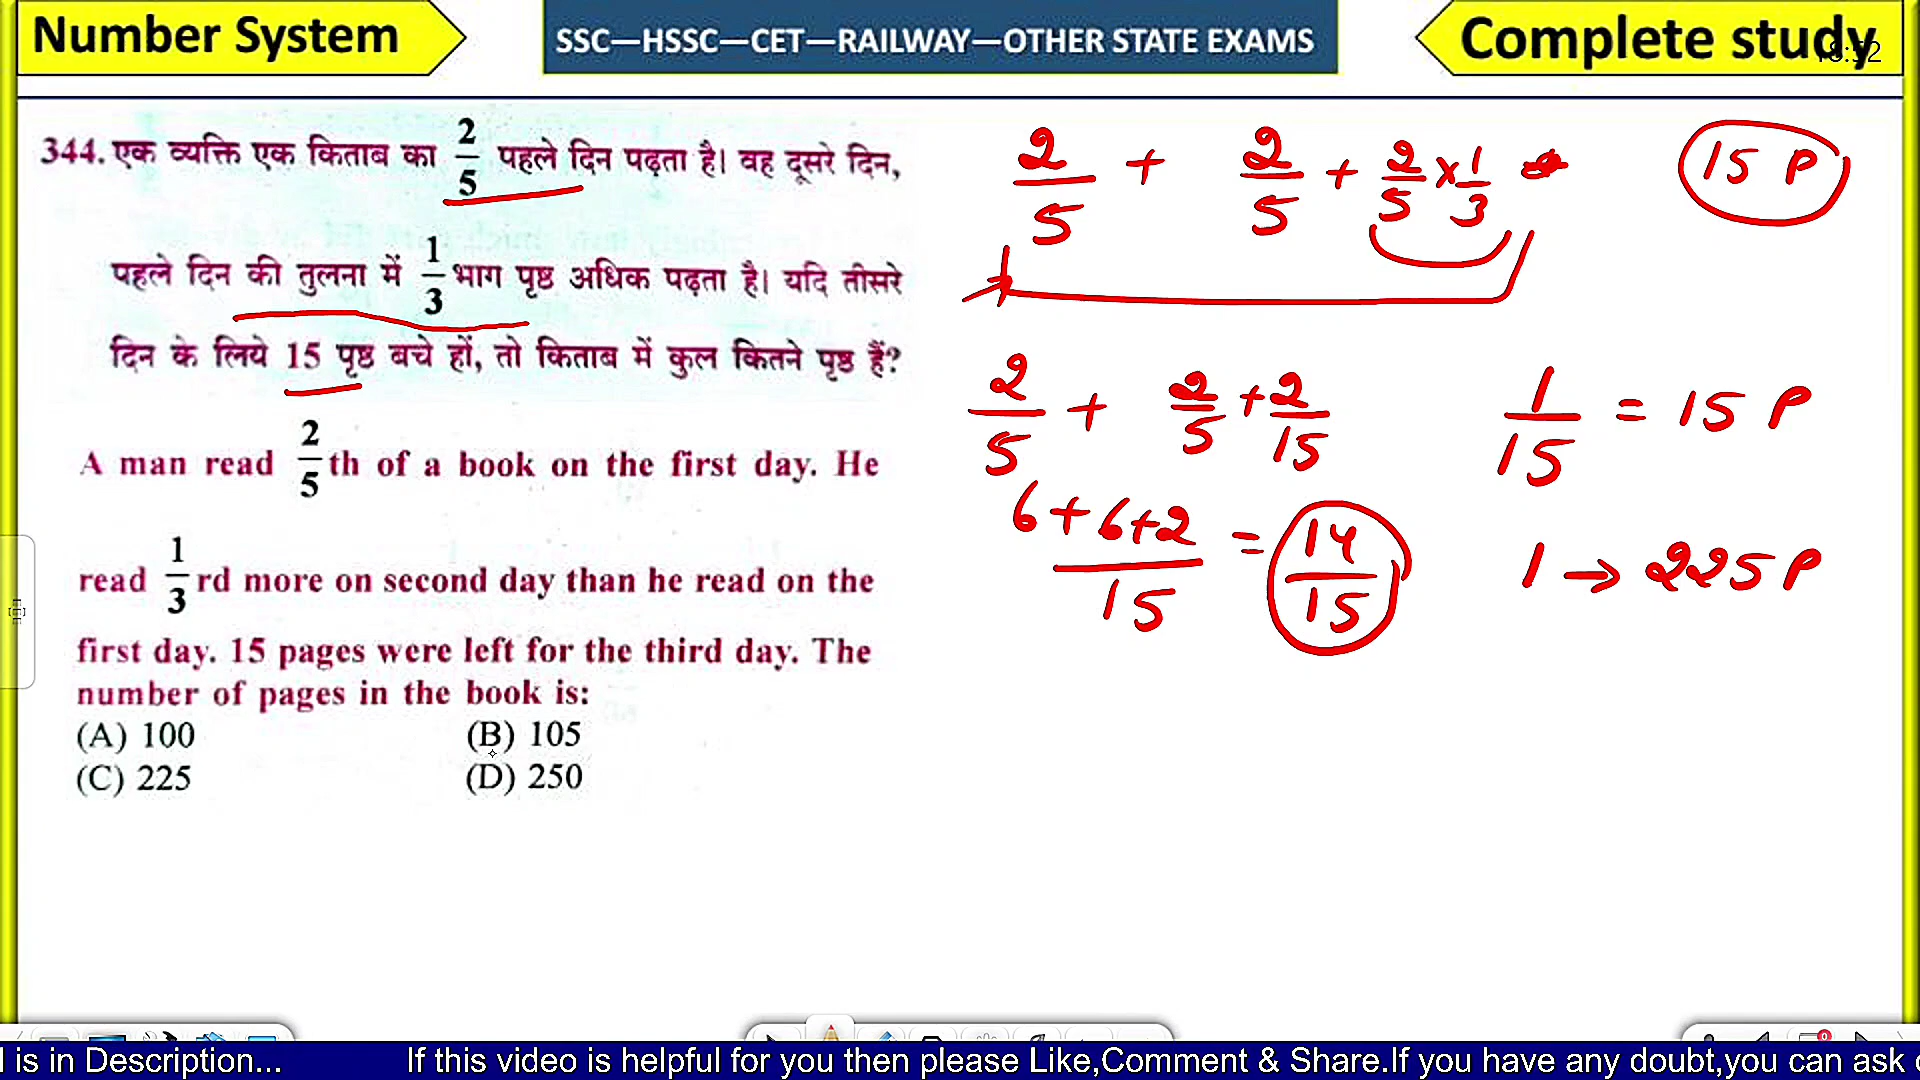 Number System
SSC—HSSC—CET—RAILWAY—OTHER STATE EXAMS
Complete study
344. एक व्यक्ति एक किताब का 2/5 पहले दिन पढ़ता है। वह दूसरे दिन,
पहले दिन की तुलना में 1/3 भाग पृष्ठ अधिक पढ़ता है। यदि तीसरे
दिन के लिये 15 पृष्ठ बचे हों, तो किताब में कुल कितने पृष्ठ हैं?
A man read 2/5 th of a book on the first day. He
read 1/3 rd more on second day than he read on the
first day. 15 pages were left for the third day. The
number of pages in the book is:
(A) 100 (B) 105
(C) 225 (D) 250
2/5 + 2/5 + 2/5 × 1/3
15 P
2/5 + 2/5 + 2/15
1/15 = 15 P
6+6+2/15 = 14/15
1 → 225 P
l is in Description... If this video is helpful for you then please Like,Comment & Share.If you have any doubt,you can ask